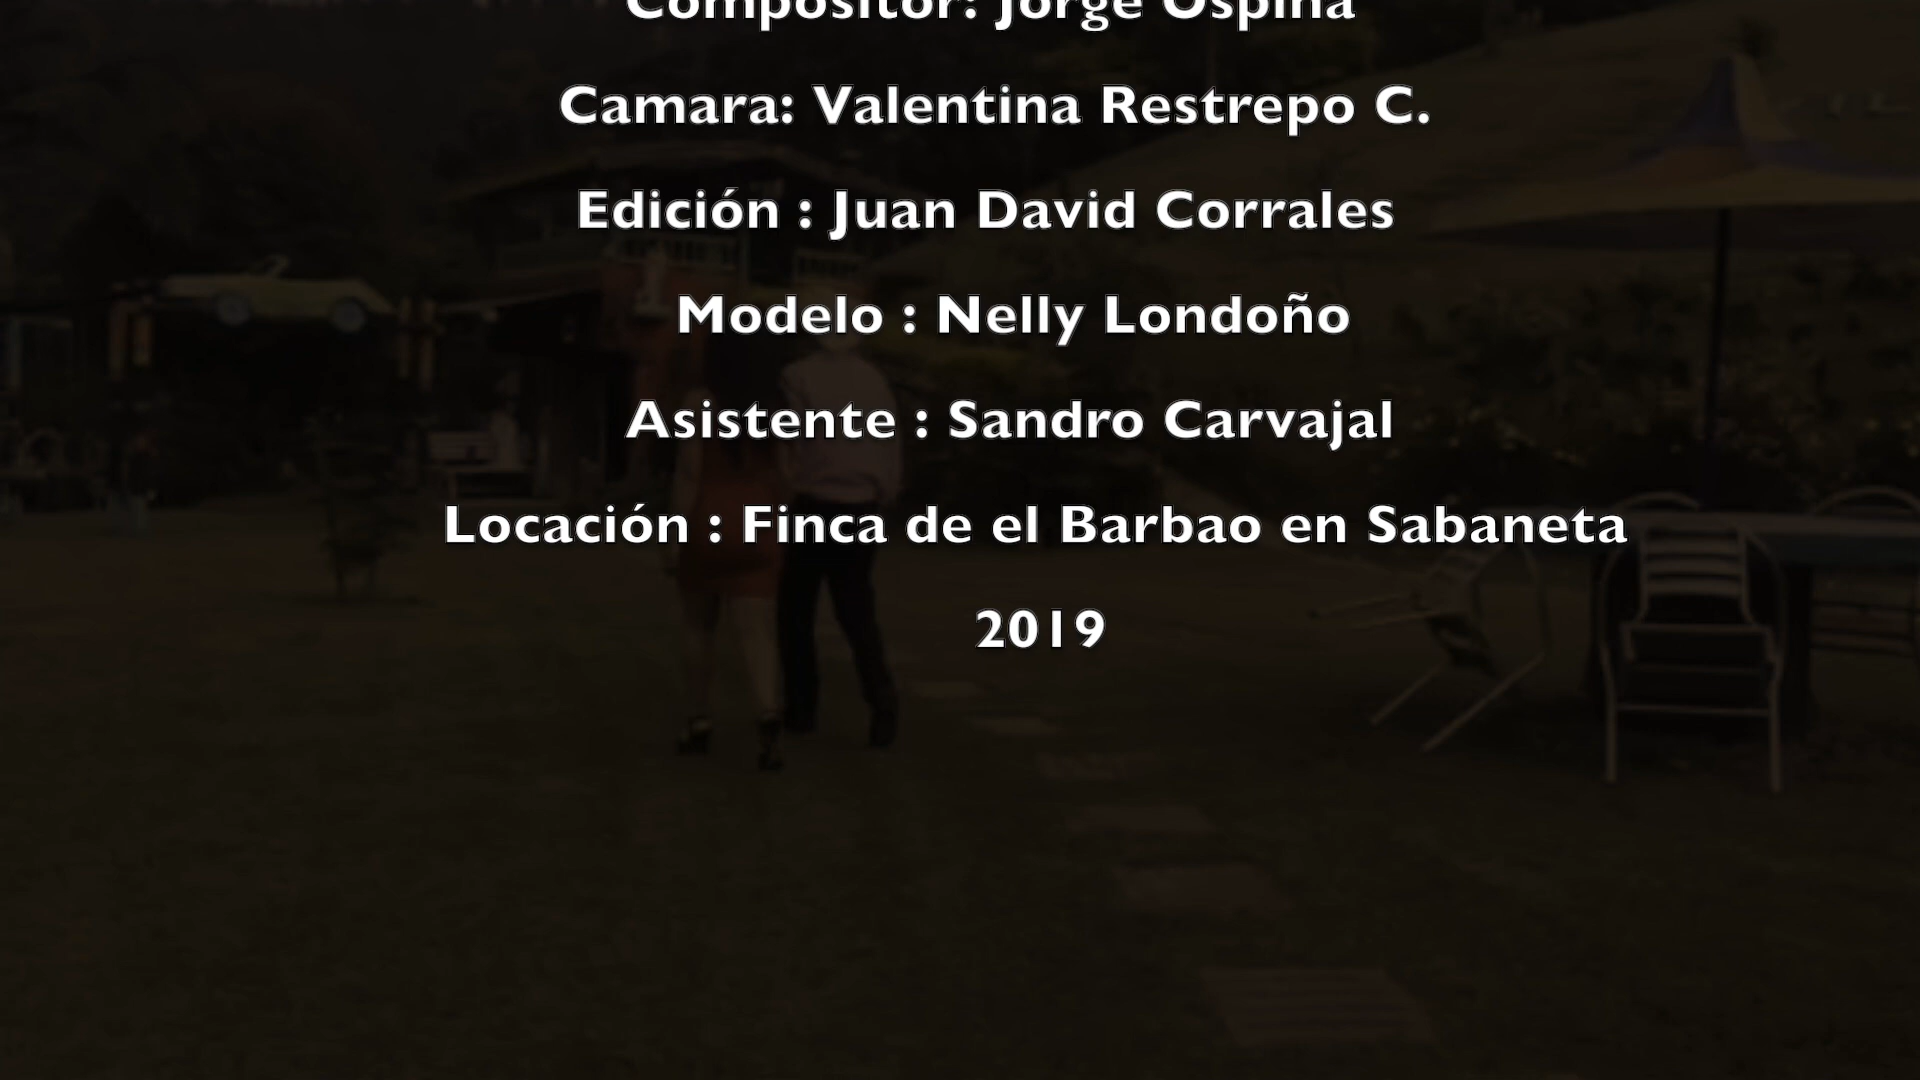 Compositor: Jorge Ospina
Camara: Valentina Restrepo C.
Edición : Juan David Corrales
Modelo : Nelly Londoño
Asistente : Sandro Carvajal
Locación : Finca de el Barbao en Sabaneta
2019